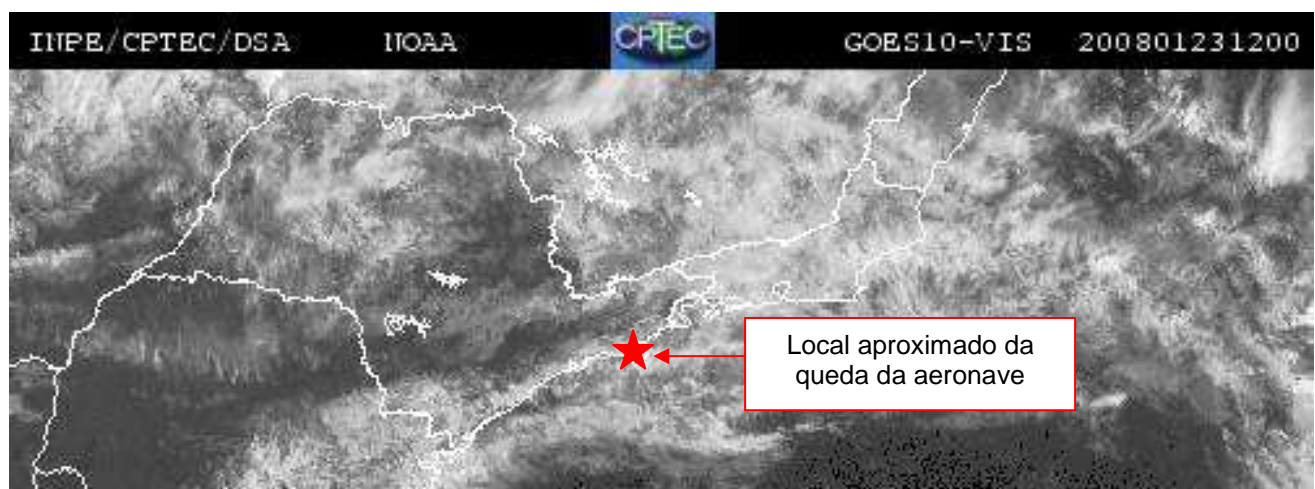 INPE/CPTEC/DSA NOAA CPTEC GOES10-VIS 200801231200
Local aproximado da
queda da aeronave